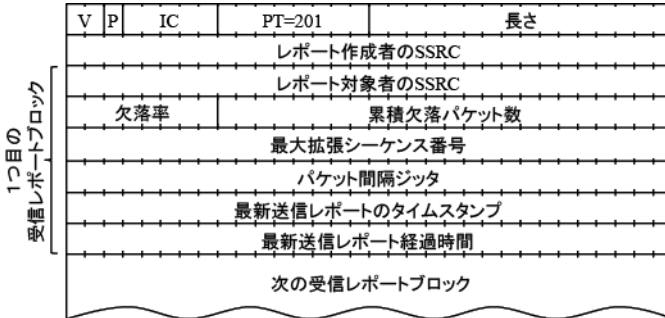 V P IC PT=201 長さ
レポート作成者のSSRC
レポート対象者のSSRC
欠落率 累積欠落パケット数
最大拡張シーケンス番号
パケット間隔ジッタ
最新送信レポートのタイムスタンプ
最新送信レポート経過時間
次の受信レポートブロック
1つ目の
受信レポートブロック